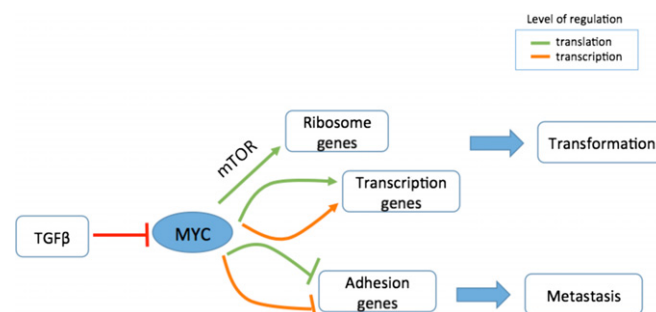 Level of regulation
translation
transcription
Ribosome
genes
Transformation
mTOR
Transcription
genes
TGFβ
MYC
Adhesion
genes
Metastasis